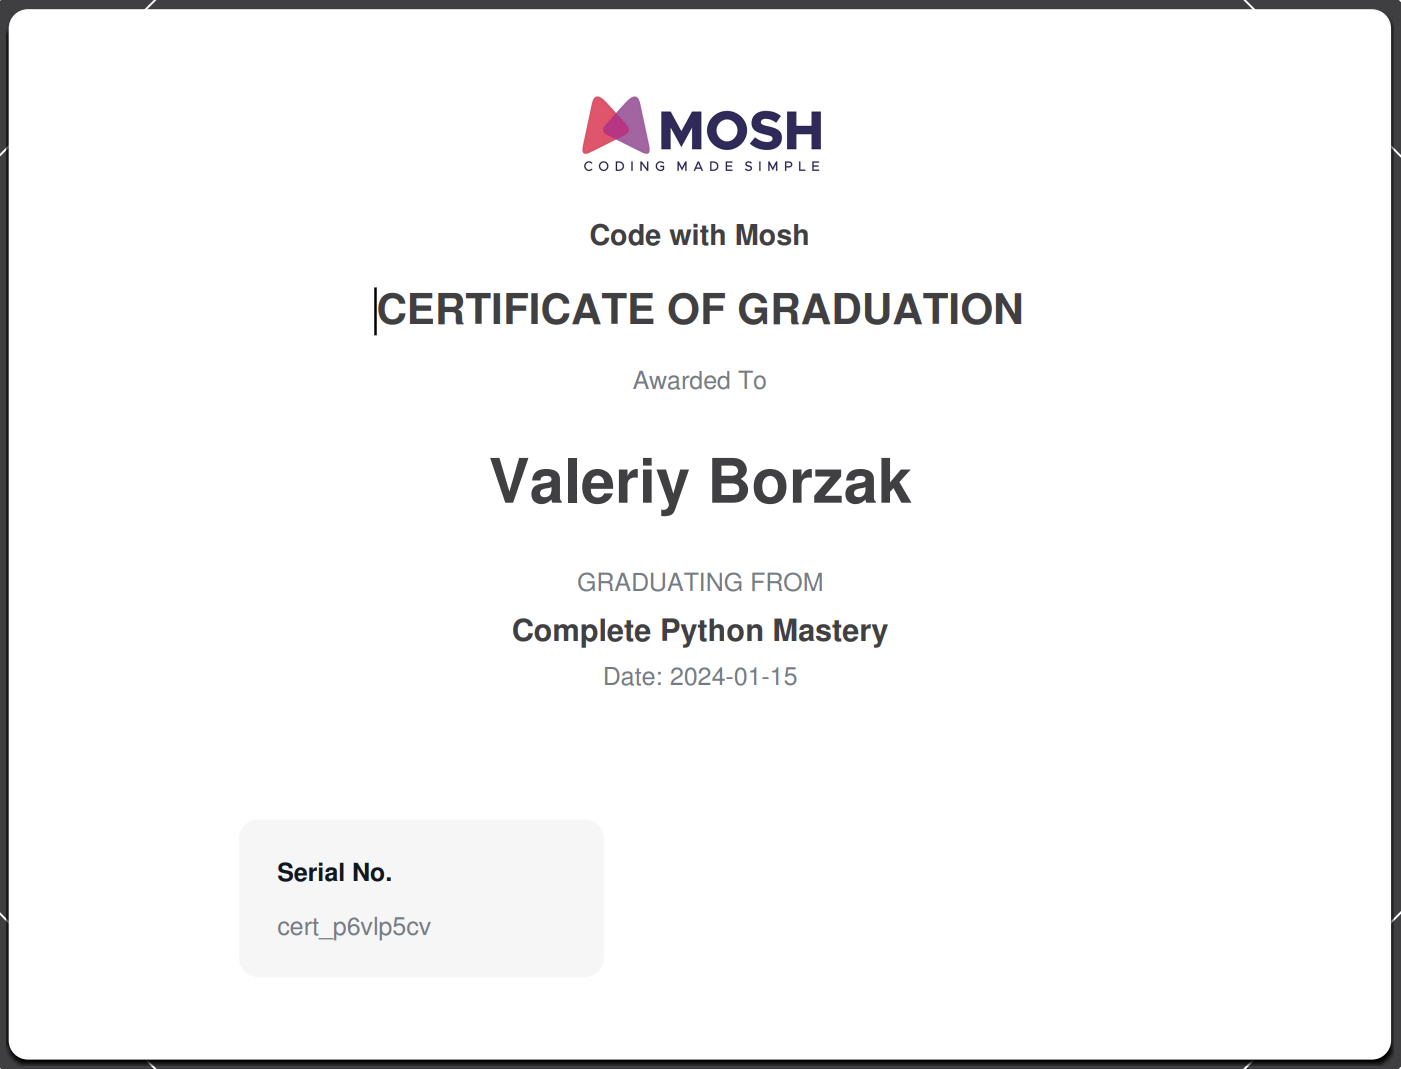 MOSH
CODING MADE SIMPLE
Code with Mosh
CERTIFICATE OF GRADUATION
Awarded To
Valeriy Borzak
GRADUATING FROM
Complete Python Mastery
Date: 2024-01-15
Serial No.
cert_p6vlp5cv